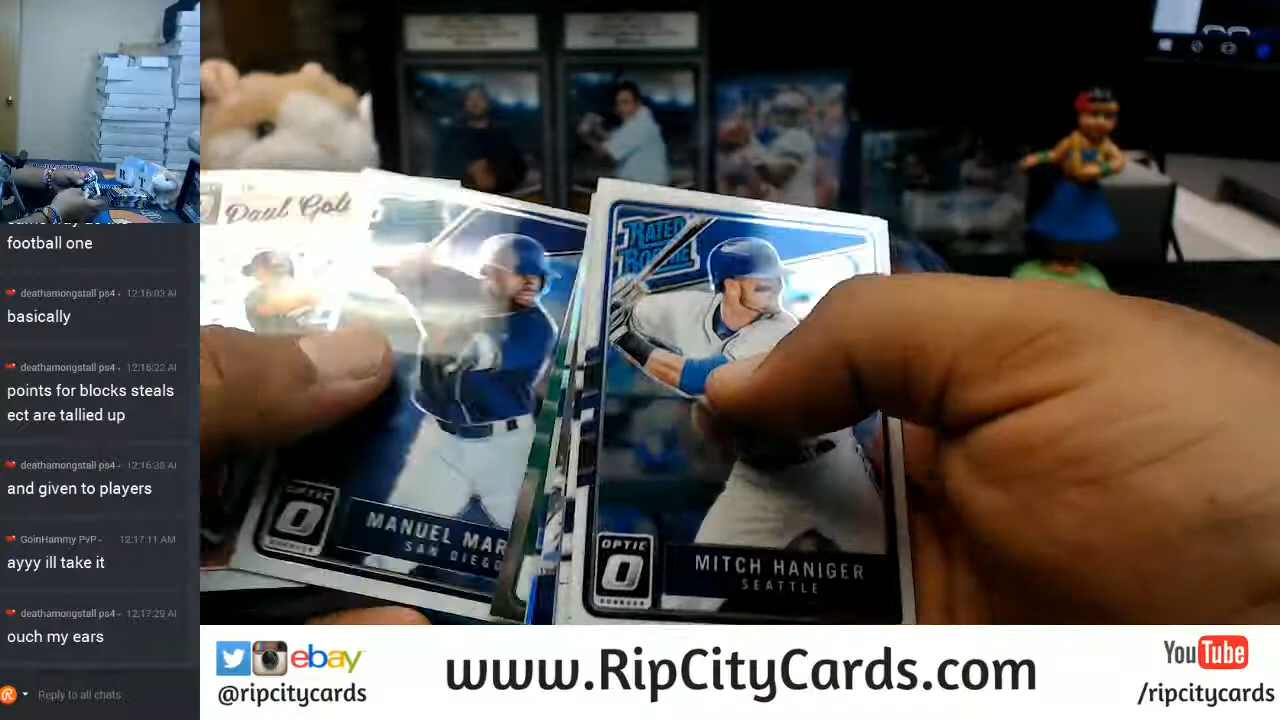 football one
deathamongstall ps4 - 12:16:03 AM
basically
deathamongstall ps4 - 12:16:22 AM
points for blocks steals
ect are tallied up
deathamongstall ps4 - 12:16:38 AM
and given to players
GoinHammy PvP - 12:17:11 AM
ayyy ill take it
deathamongstall ps4 - 12:17:29 AM
ouch my ears
Reply to all chats
Paul Gol
MANUEL MAR
SAN DIEGO
OPTIC
RATED
ROOKIE
OPTIC
DONRUSS
MITCH HANIGER
SEATTLE
ebay
@ripcitycards
www.RipCityCards.com
YouTube
/ripcitycards